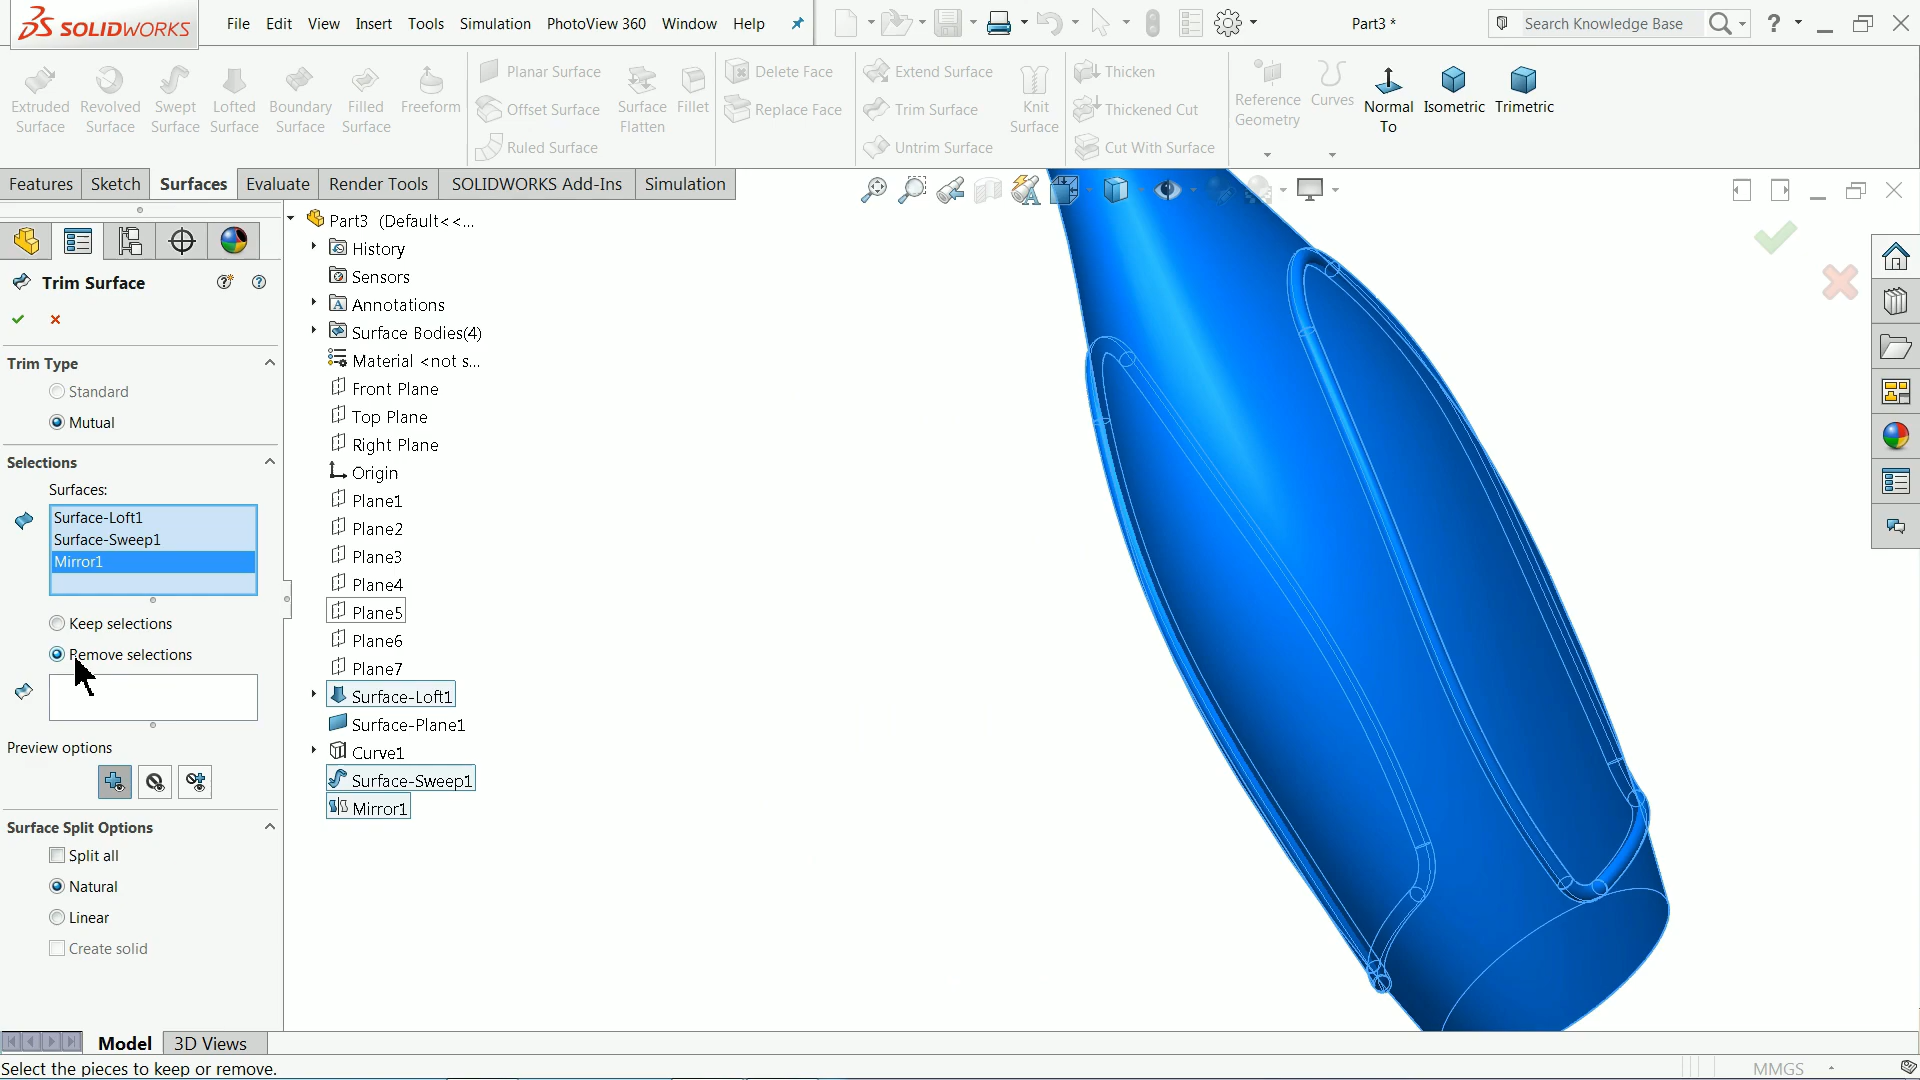 SOLIDWORKS
File Edit View Insert Tools Simulation PhotoView 360 Window Help
Part3 *
Search Knowledge Base
Extruded Surface
Revolved Surface
Swept Surface
Lofted Surface
Boundary Surface
Filled Surface
Freeform
Planar Surface
Offset Surface
Ruled Surface
Surface Flatten
Fillet
Delete Face
Replace Face
Extend Surface
Trim Surface
Untrim Surface
Knit Surface
Thicken
Thickened Cut
Cut With Surface
Reference Geometry
Curves
Normal To
Isometric
Trimetric
Features Sketch Surfaces Evaluate Render Tools SOLIDWORKS Add-Ins Simulation
Trim Surface
Trim Type
Standard
Mutual
Selections
Surfaces:
Surface-Loft1
Surface-Sweep1
Mirror1
Keep selections
Remove selections
Preview options
Surface Split Options
Split all
Natural
Linear
Create solid
Part3 (Default<<...
History
Sensors
Annotations
Surface Bodies(4)
Material <not s...
Front Plane
Top Plane
Right Plane
Origin
Plane1
Plane2
Plane3
Plane4
Plane5
Plane6
Plane7
Surface-Loft1
Surface-Plane1
Curve1
Surface-Sweep1
Mirror1
Model 3D Views
Select the pieces to keep or remove.
MMGS